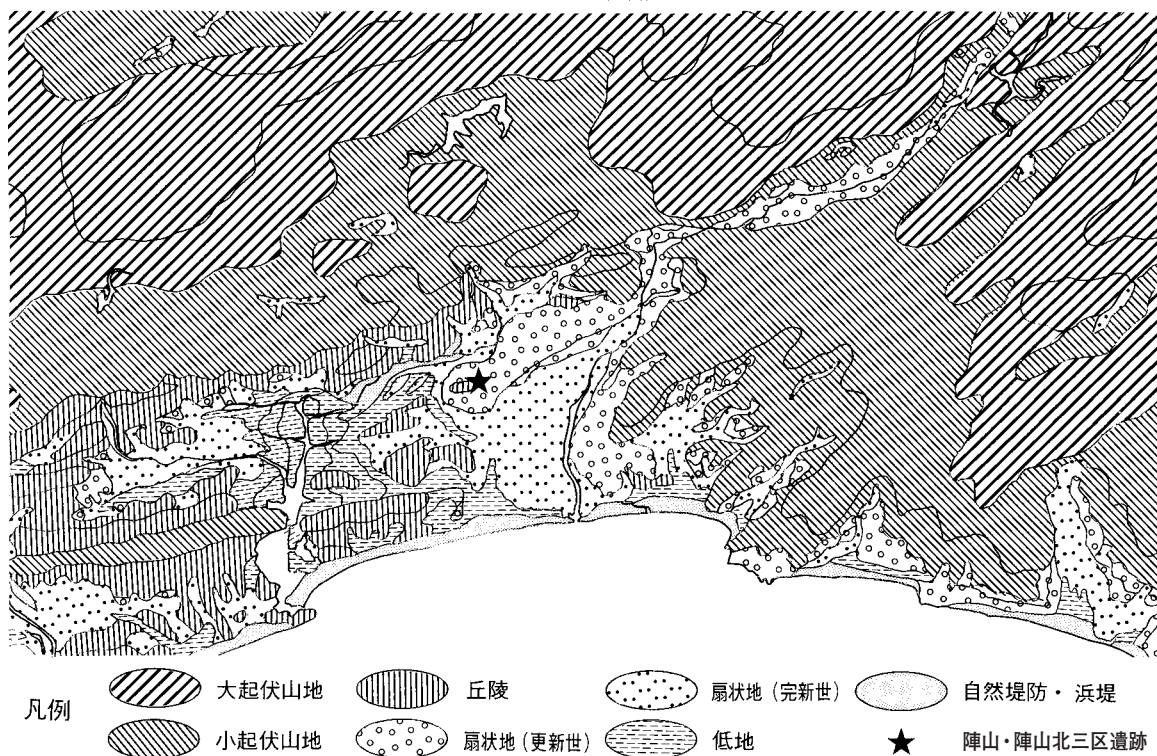 凡例
大起伏山地
丘陵
扇状地(完新世)
自然堤防・浜堤
小起伏山地
扇状地(更新世)
低地
陣山・陣山北三区遺跡